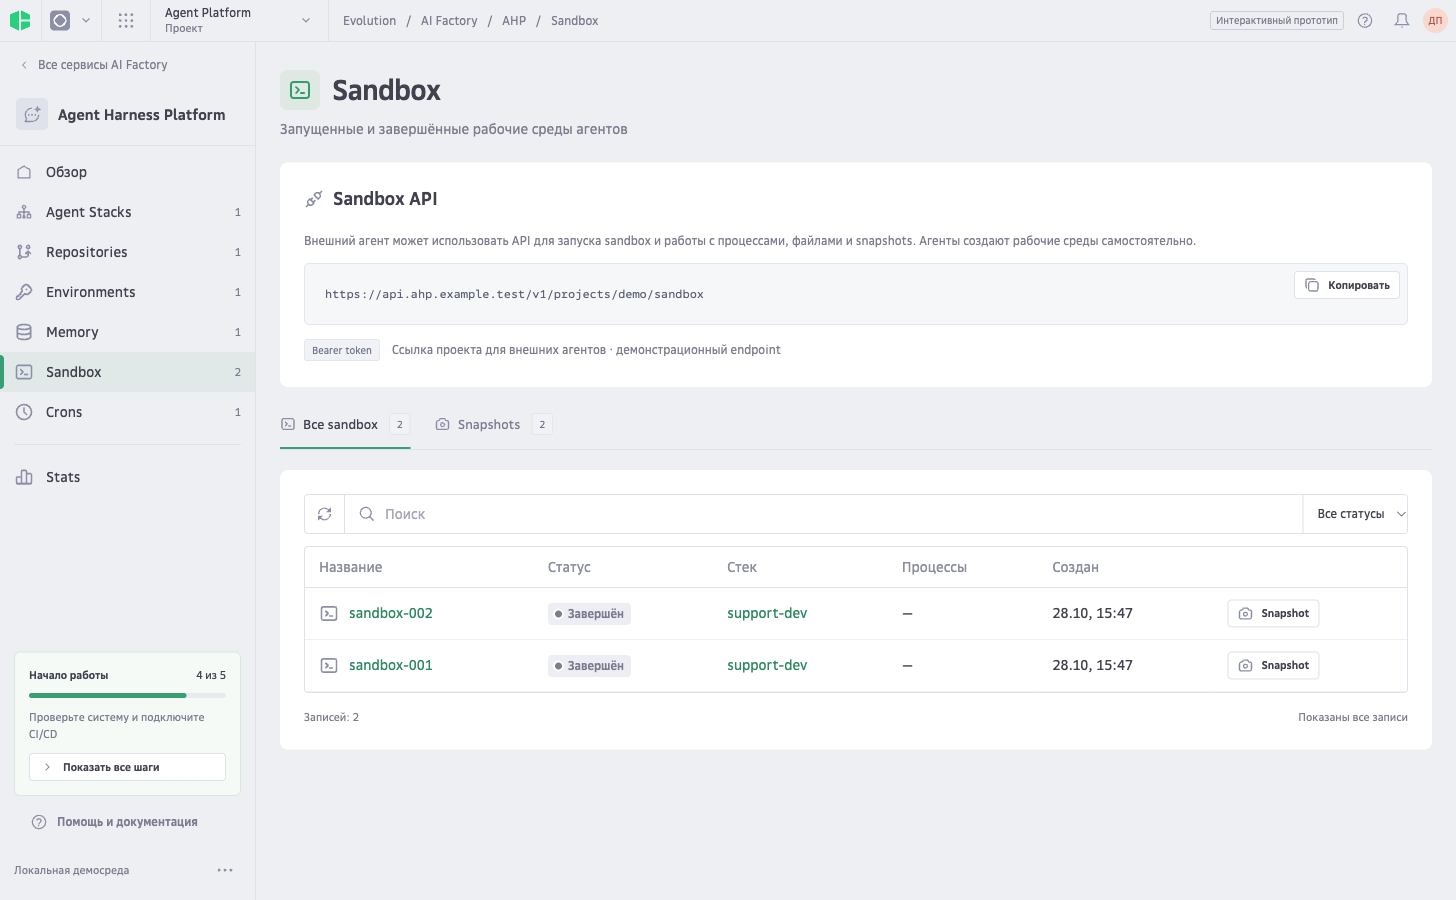 Agent Platform
Проект
Evolution / AI Factory / AHP / Sandbox
Интерактивный прототип
ДП
Все сервисы AI Factory
Agent Harness Platform
Обзор
Agent Stacks 1
Repositories 1
Environments 1
Memory 1
Sandbox 2
Crons 1
Stats
Начало работы 4 из 5
Проверьте систему и подключите
CI/CD
Показать все шаги
Помощь и документация
Локальная демосреда
Sandbox
Запущенные и завершённые рабочие среды агентов
Sandbox API
Внешний агент может использовать API для запуска sandbox и работы с процессами, файлами и snapshots. Агенты создают рабочие среды самостоятельно.
https://api.ahp.example.test/v1/projects/demo/sandbox
Копировать
Bearer token Ссылка проекта для внешних агентов · демонстрационный endpoint
Все sandbox 2 Snapshots 2
Поиск
Все статусы
Название Статус Стек Процессы Создан
sandbox-002 Завершён support-dev — 28.10, 15:47 Snapshot
sandbox-001 Завершён support-dev — 28.10, 15:47 Snapshot
Записей: 2
Показаны все записи